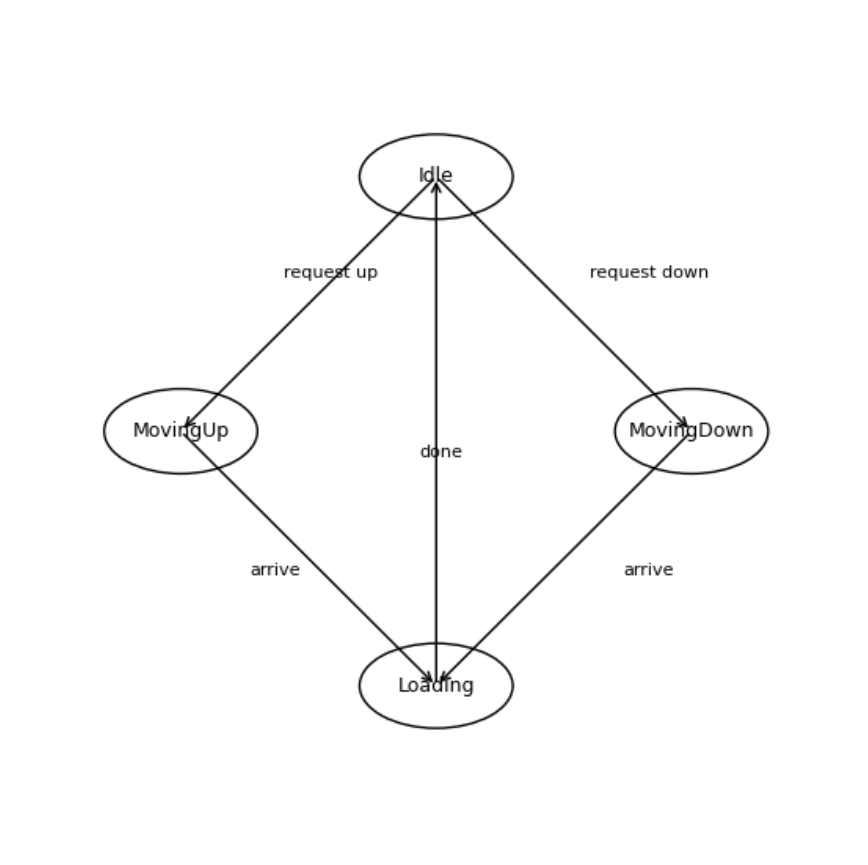 Idle
request up
request down
MovingUp
MovingDown
done
arrive
arrive
Loading